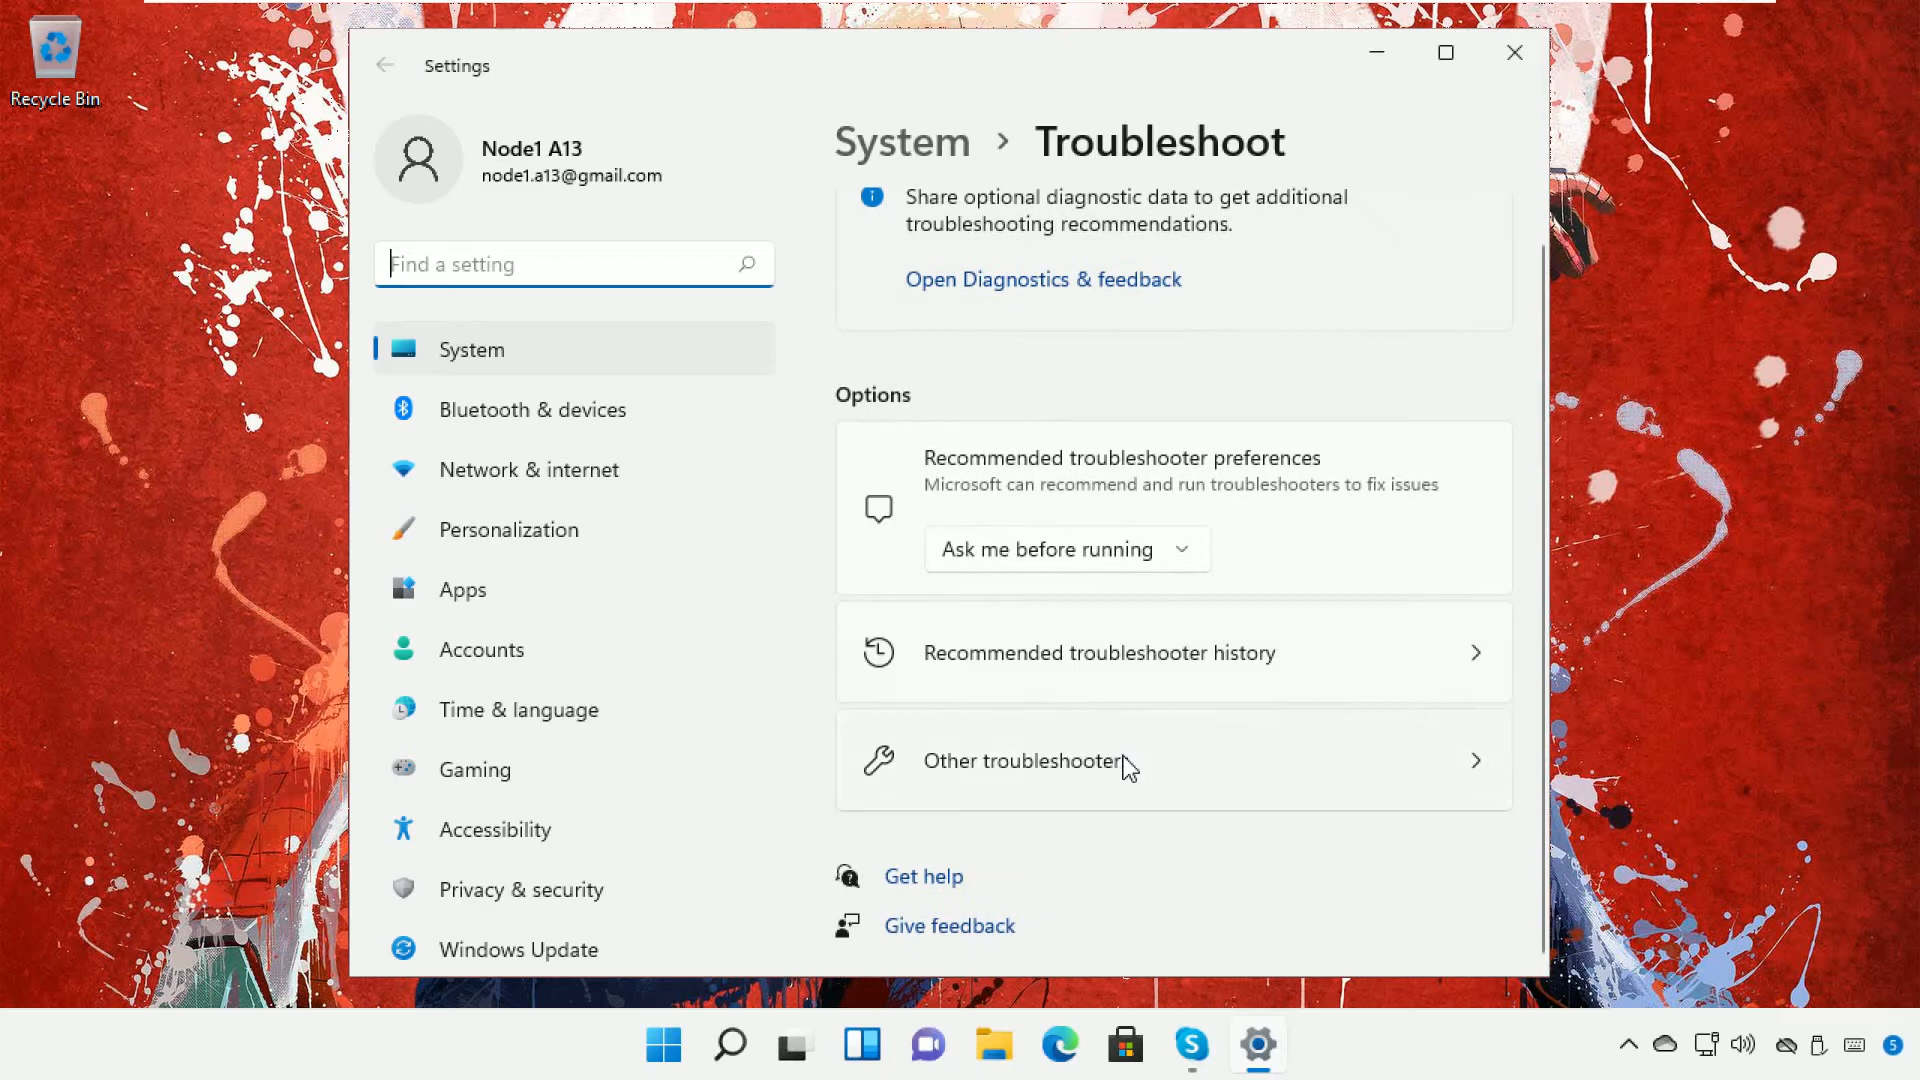 Recycle Bin
Settings
Node1 A13
node1.a13@gmail.com
Find a setting
System
Bluetooth & devices
Network & internet
Personalization
Apps
Accounts
Time & language
Gaming
Accessibility
Privacy & security
Windows Update
System > Troubleshoot
Share optional diagnostic data to get additional
troubleshooting recommendations.
Open Diagnostics & feedback
Options
Recommended troubleshooter preferences
Microsoft can recommend and run troubleshooters to fix issues
Ask me before running
Recommended troubleshooter history
Other troubleshooter
Get help
Give feedback
5